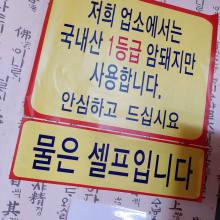 저희 업소에서는
국내산 1등급 암돼지만
사용합니다.
안심하고 드십시요
물은 셀프입니다